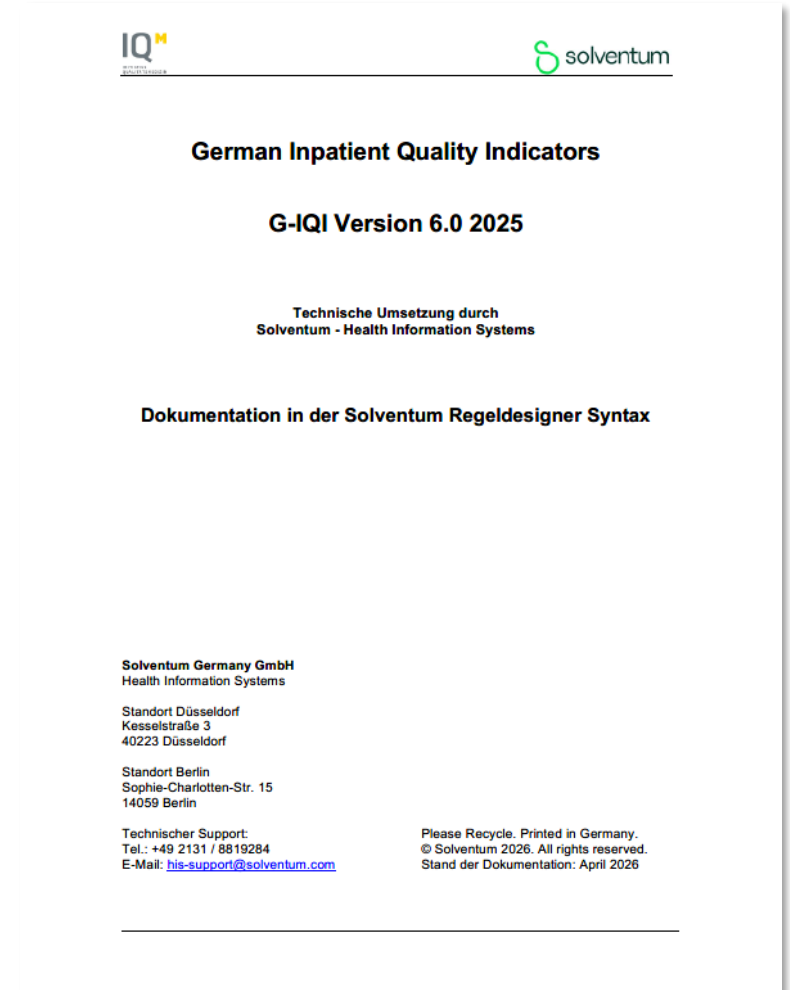 IQM
solventum
German Inpatient Quality Indicators
G-IQI Version 6.0 2025
Technische Umsetzung durch
Solventum - Health Information Systems
Dokumentation in der Solventum Regeldesigner Syntax
Solventum Germany GmbH
Health Information Systems
Standort Düsseldorf
Kesselstraße 3
40223 Düsseldorf
Standort Berlin
Sophie-Charlotten-Str. 15
14059 Berlin
Technischer Support:
Tel.: +49 2131 / 8819284
E-Mail: his-support@solventum.com
Please Recycle. Printed in Germany.
© Solventum 2026. All rights reserved.
Stand der Dokumentation: April 2026